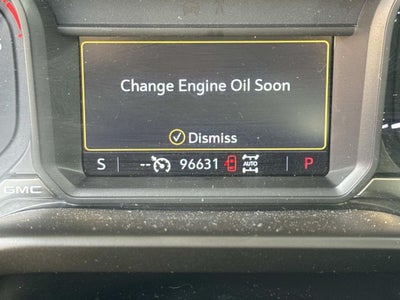 Change Engine Oil Soon
Dismiss
S -- 96631 AUTO P
GMC